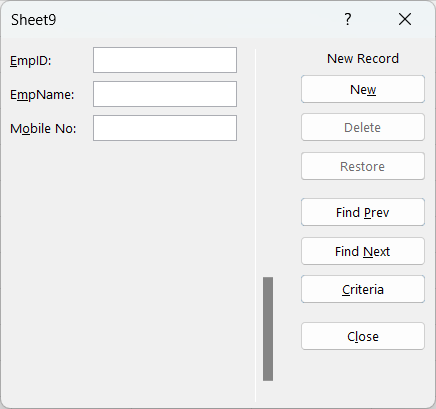 Sheet9 ?
EmpID:
EmpName:
Mobile No:
New Record
New
Delete
Restore
Find Prev
Find Next
Criteria
Close